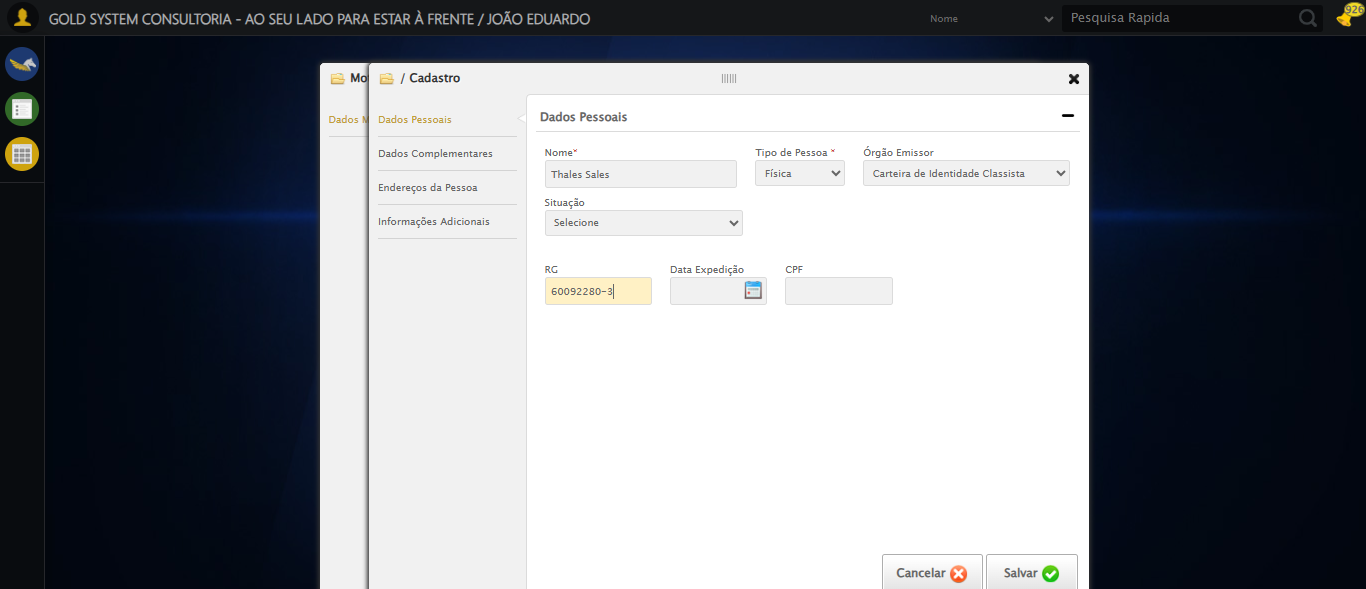 GOLD SYSTEM CONSULTORIA - AO SEU LADO PARA ESTAR À FRENTE / JOÃO EDUARDO
Nome
Pesquisa Rapida
926
Mo
/ Cadastro
Dados M
Dados Pessoais
Dados Complementares
Endereços da Pessoa
Informações Adicionais
Dados Pessoais
Nome*
Tipo de Pessoa *
Órgão Emissor
Thales Sales
Física
Carteira de Identidade Classista
Situação
Selecione
RG
Data Expedição
CPF
60092280-3
Cancelar
Salvar